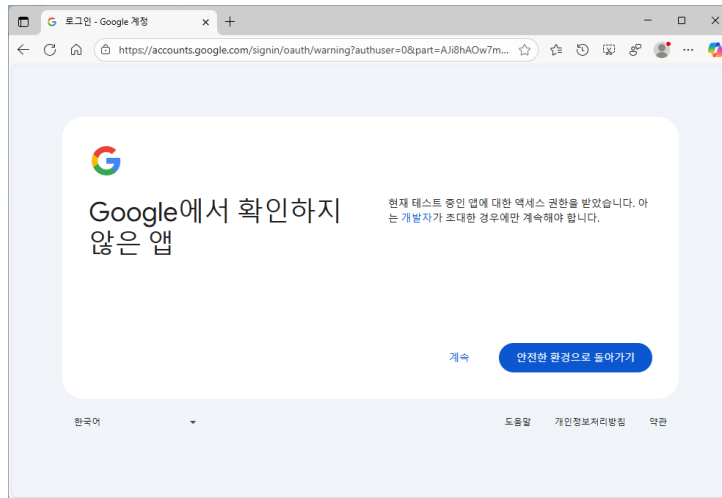 로그인 - Google 계정
https://accounts.google.com/signin/oauth/warning?authuser=0&part=AJi8hAOw7m...
Google에서 확인하지
않은 앱
현재 테스트 중인 앱에 대한 액세스 권한을 받았습니다. 아
는 개발자가 초대한 경우에만 계속해야 합니다.
계속
안전한 환경으로 돌아가기
한국어
도움말 개인정보처리방침 약관